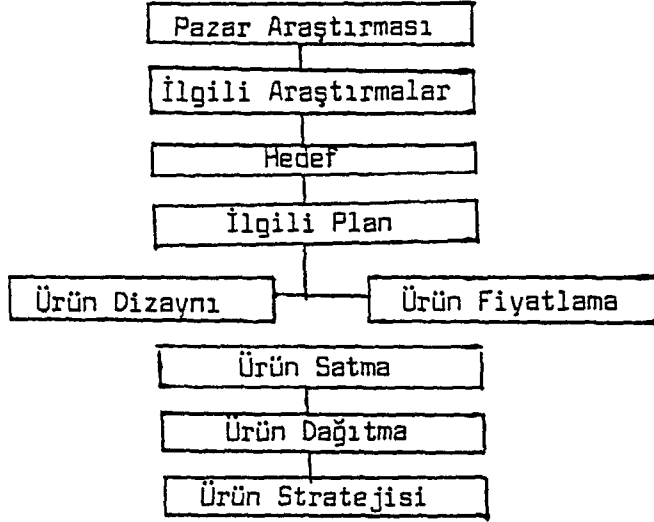 Pazar Araştırması
İlgili Araştırmalar
Hedef
İlgili Plan
Ürün Dizaynı
Ürün Fiyatlama
Ürün Satma
Ürün Dağıtma
Ürün Stratejisi